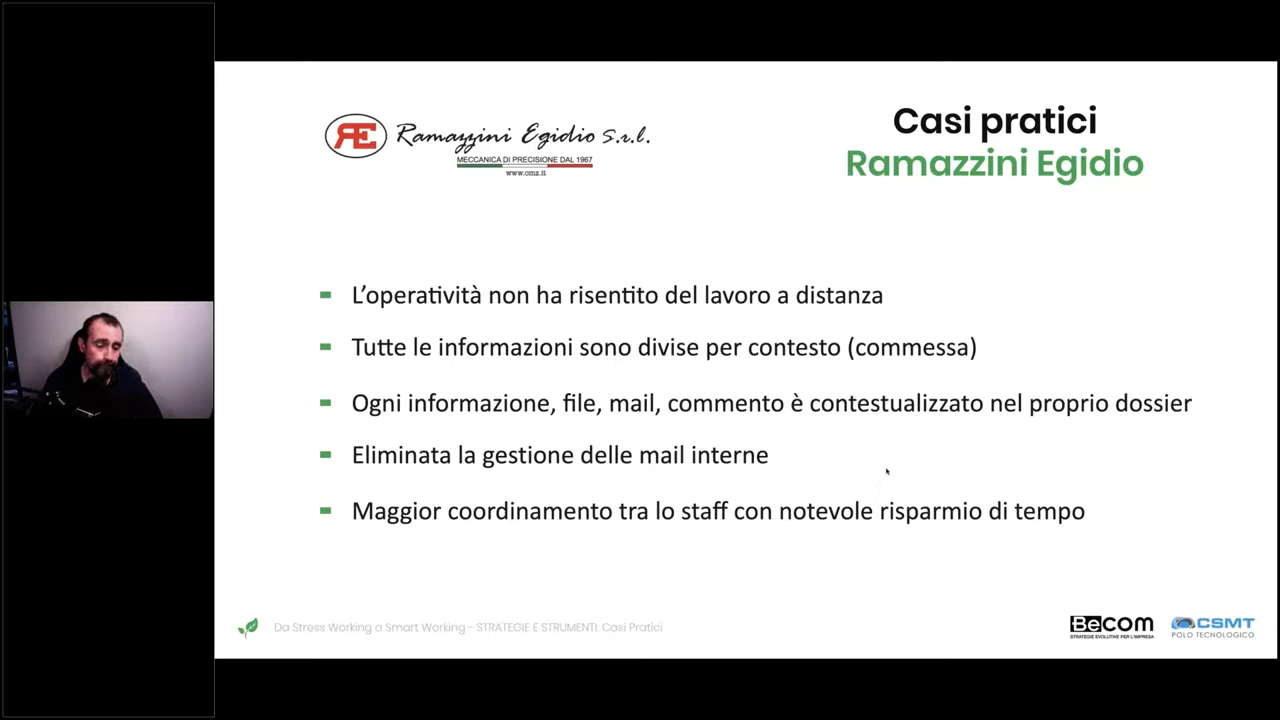 RE
Ramazzini Egidio S.r.l.
MECCANICA DI PRECISIONE DAL 1967
www.omz.it
Casi pratici
Ramazzini Egidio
L'operatività non ha risentito del lavoro a distanza
Tutte le informazioni sono divise per contesto (commessa)
Ogni informazione, file, mail, commento è contestualizzato nel proprio dossier
Eliminata la gestione delle mail interne
Maggior coordinamento tra lo staff con notevole risparmio di tempo
Da Stress Working a Smart Working - STRATEGIE E STRUMENTI: Casi Pratici
Becom
STRATEGIE EVOLUTIVE PER L'IMPRESA
CSMT
POLO TECNOLOGICO